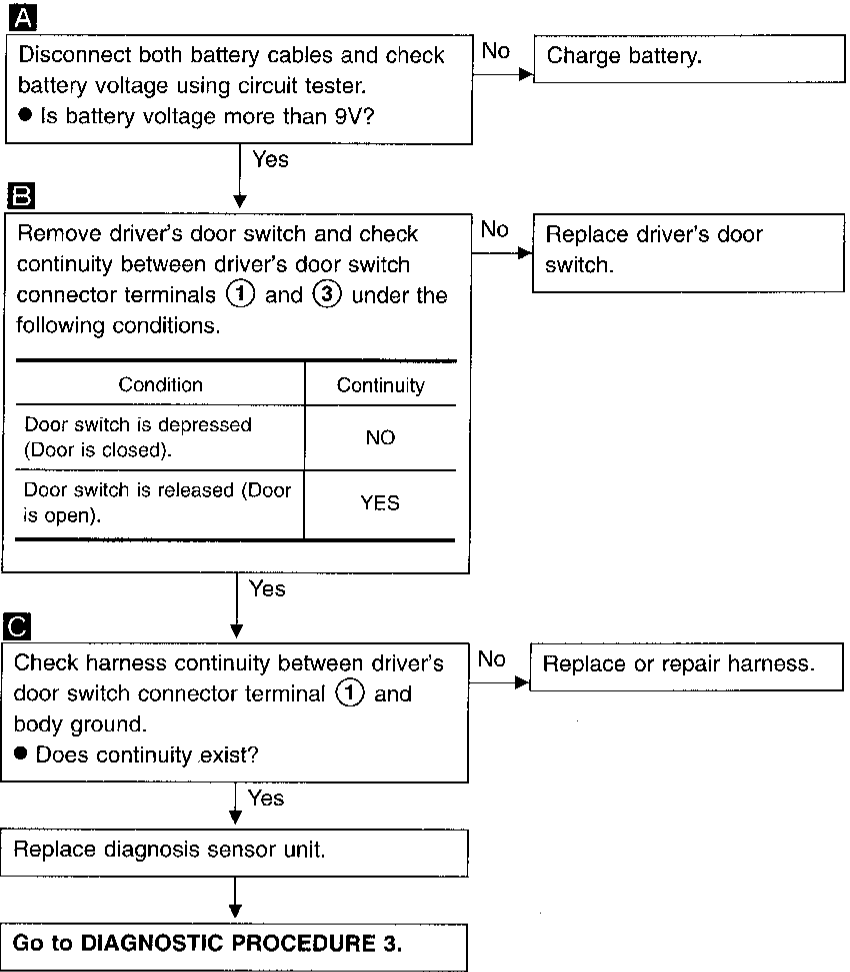 A
Disconnect both battery cables and check
battery voltage using circuit tester.
● Is battery voltage more than 9V?
No
Charge battery.
Yes
B
Remove driver's door switch and check
continuity between driver's door switch
connector terminals ① and ③ under the
following conditions.
No
Replace driver's door
switch.
Condition
Continuity
Door switch is depressed
(Door is closed).
NO
Door switch is released (Door
is open).
YES
Yes
C
Check harness continuity between driver's
door switch connector terminal ① and
body ground.
● Does continuity exist?
No
Replace or repair harness.
Yes
Replace diagnosis sensor unit.
Go to DIAGNOSTIC PROCEDURE 3.